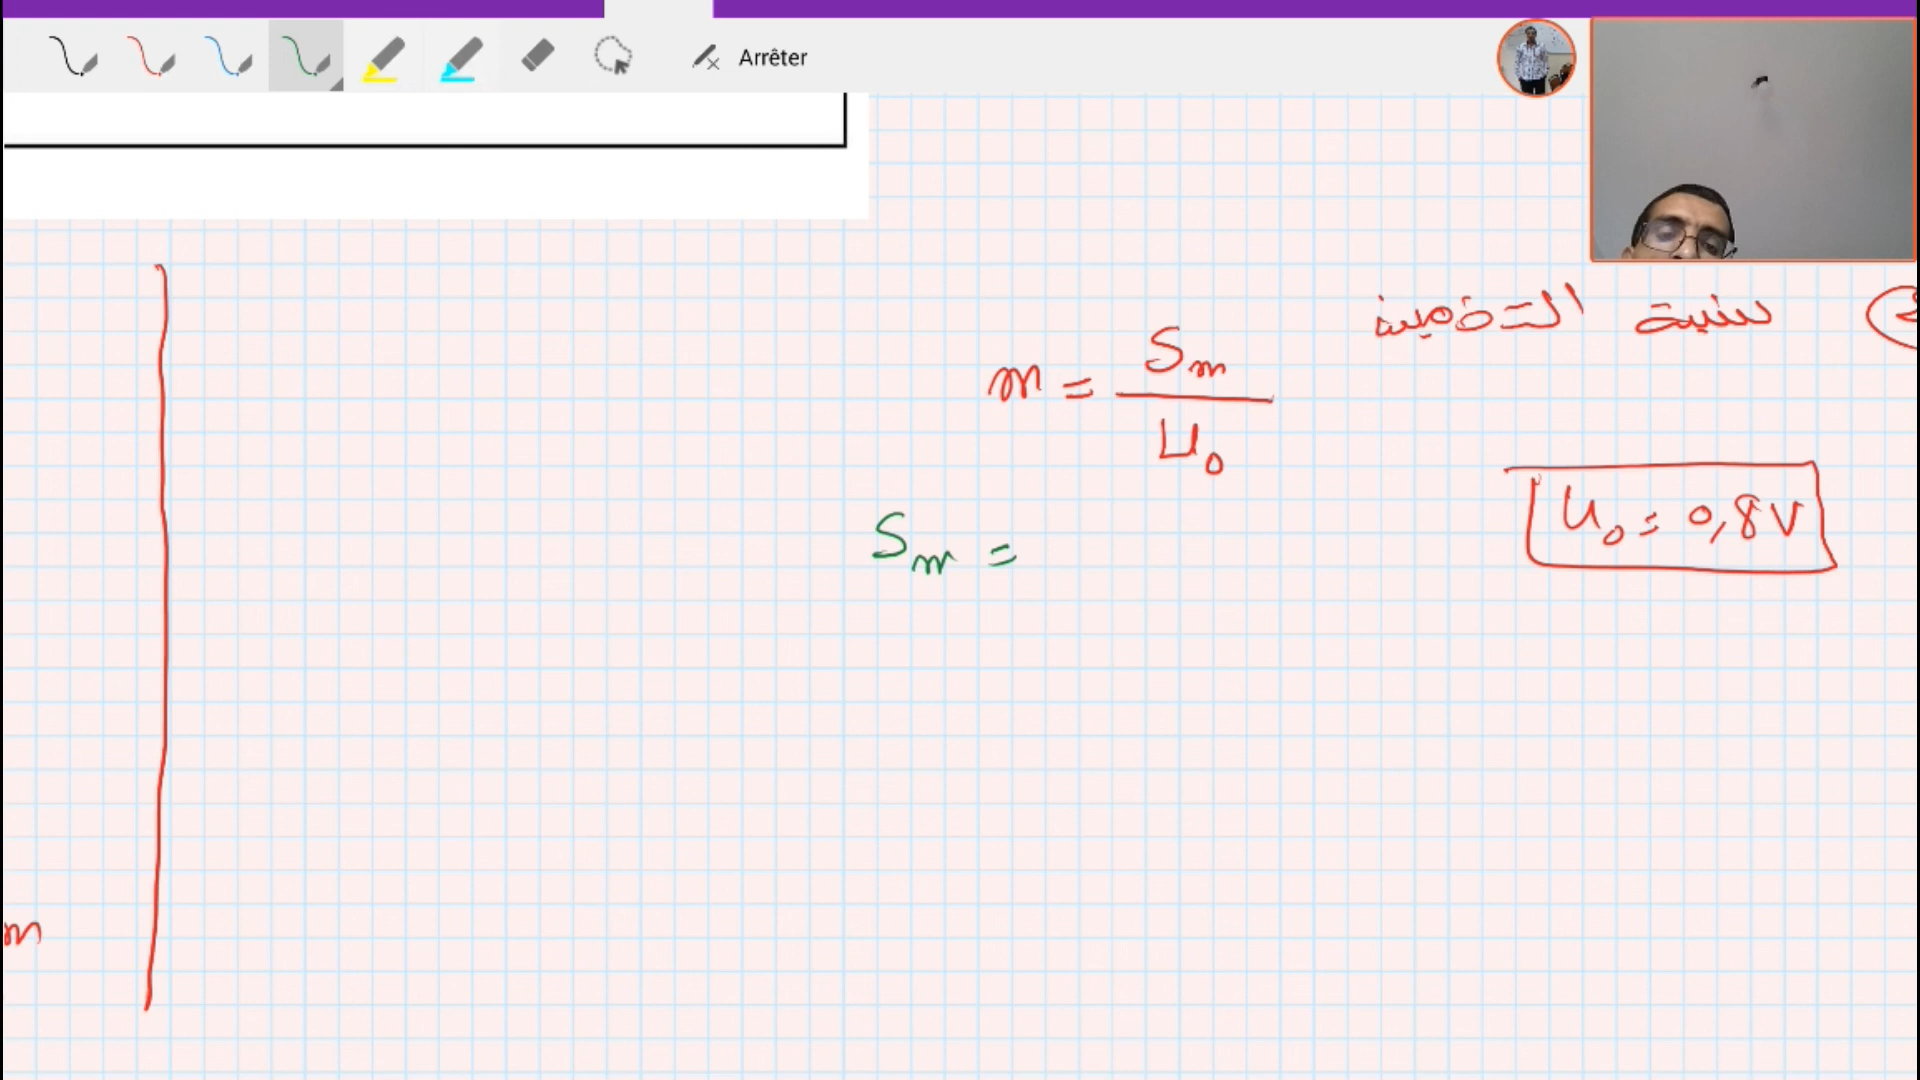 Arrêter
نسبة التضمين
m = Sm / U₀
U₀ = 0,8V
Sm =
m